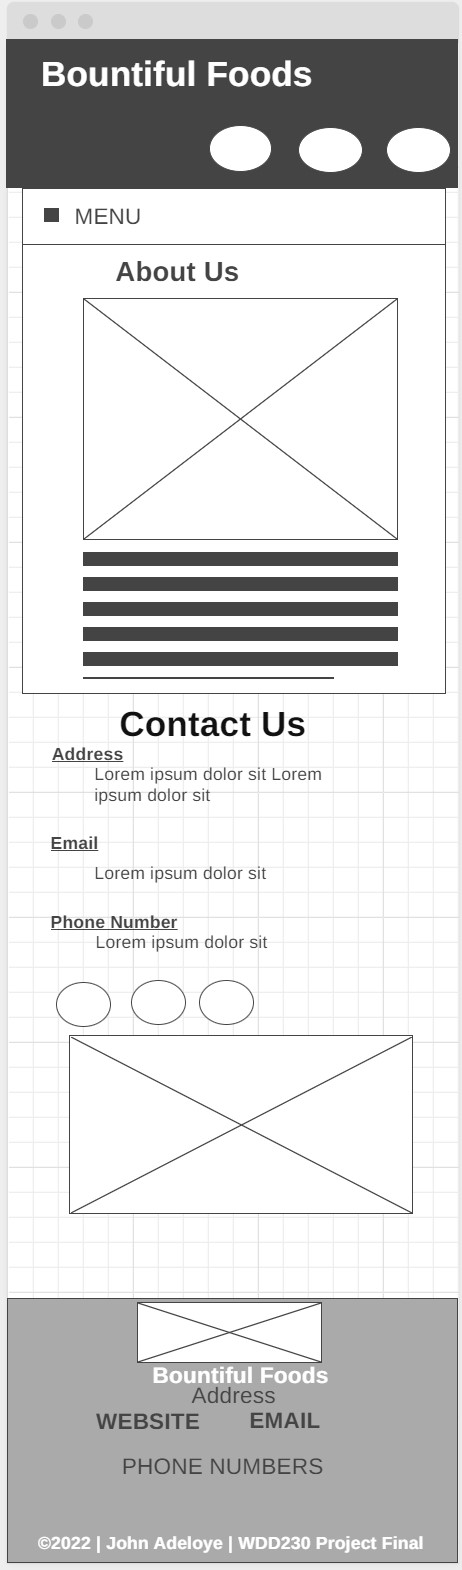 Bountiful Foods
MENU
About Us
Contact Us
Address
Lorem ipsum dolor sit Lorem
ipsum dolor sit
Email
Lorem ipsum dolor sit
Phone Number
Lorem ipsum dolor sit
Bountiful Foods
Address
WEBSITE EMAIL
PHONE NUMBERS
©2022 | John Adeloye | WDD230 Project Final